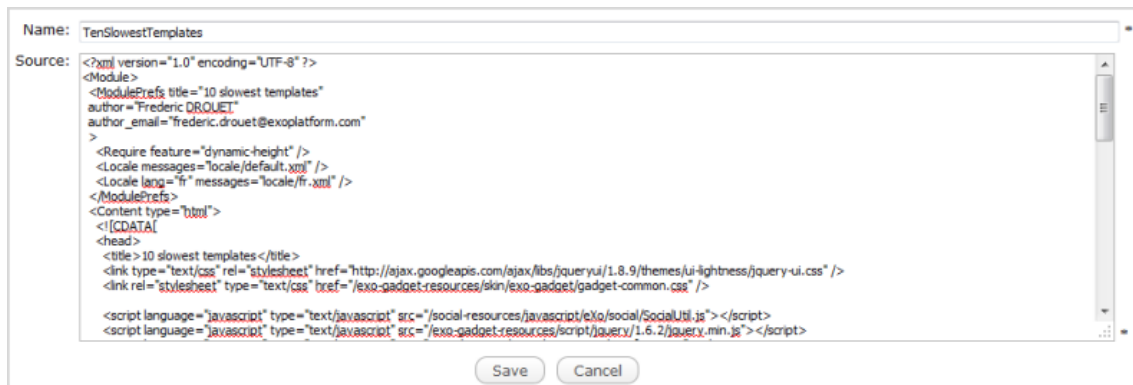 Name: TenSlowestTemplates *
Source: <?xml version="1.0" encoding="UTF-8" ?>
<Module>
<ModulePrefs title="10 slowest templates"
author="Frederic DROUET"
author_email="frederic.drouet@exoplatform.com"
>
<Require feature="dynamic-height" />
<Locale messages="locale/default.xml" />
<Locale lang="fr" messages="locale/fr.xml" />
</ModulePrefs>
<Content type="html">
<![CDATA[
<head>
<title>10 slowest templates</title>
<link type="text/css" rel="stylesheet" href="http://ajax.googleapis.com/ajax/libs/jqueryui/1.8.9/themes/ui-lightness/jquery-ui.css" />
<link rel="stylesheet" type="text/css" href="/exo-gadget-resources/skin/exo-gadget/gadget-common.css" />
<script language="javascript" type="text/javascript" src="/social-resources/javascript/eXo/social/SocialUtil.js"></script>
<script language="javascript" type="text/javascript" src="/exo-gadget-resources/script/jquery/1.6.2/jquery.min.js"></script>
*
Save Cancel